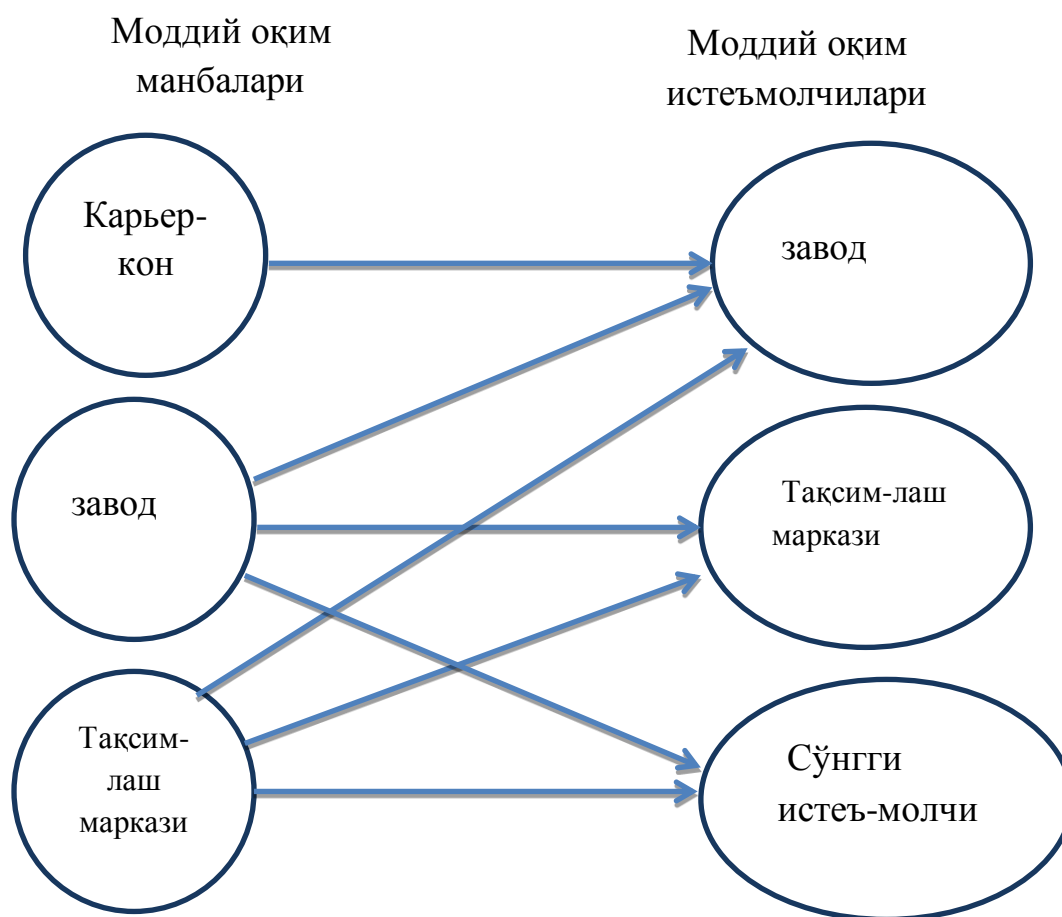 Моддий оқим
манбалари
Моддий оқим
истеъмолчилари
Карьер-
кон
завод
завод
Тақсим-лаш
маркази
Тақсим-
лаш
маркази
Сўнгги
истеъ-молчи